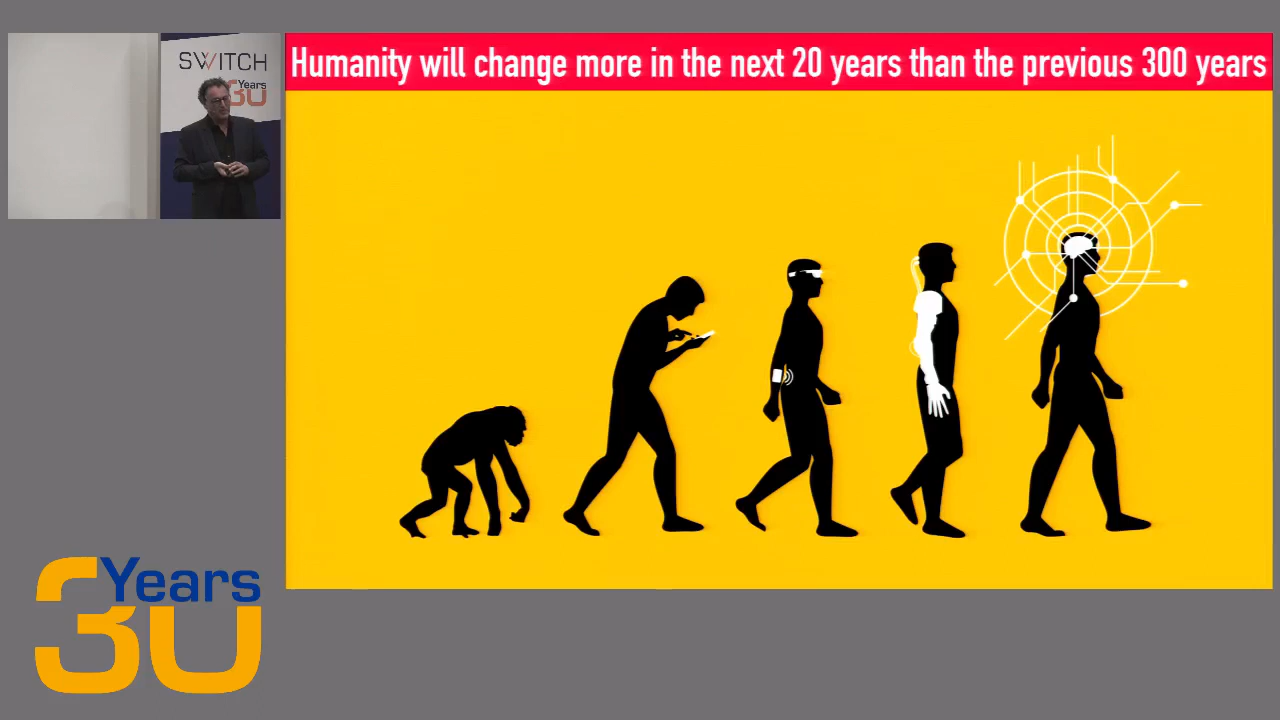 SWITCH
30 Years
Humanity will change more in the next 20 years than the previous 300 years
30 Years